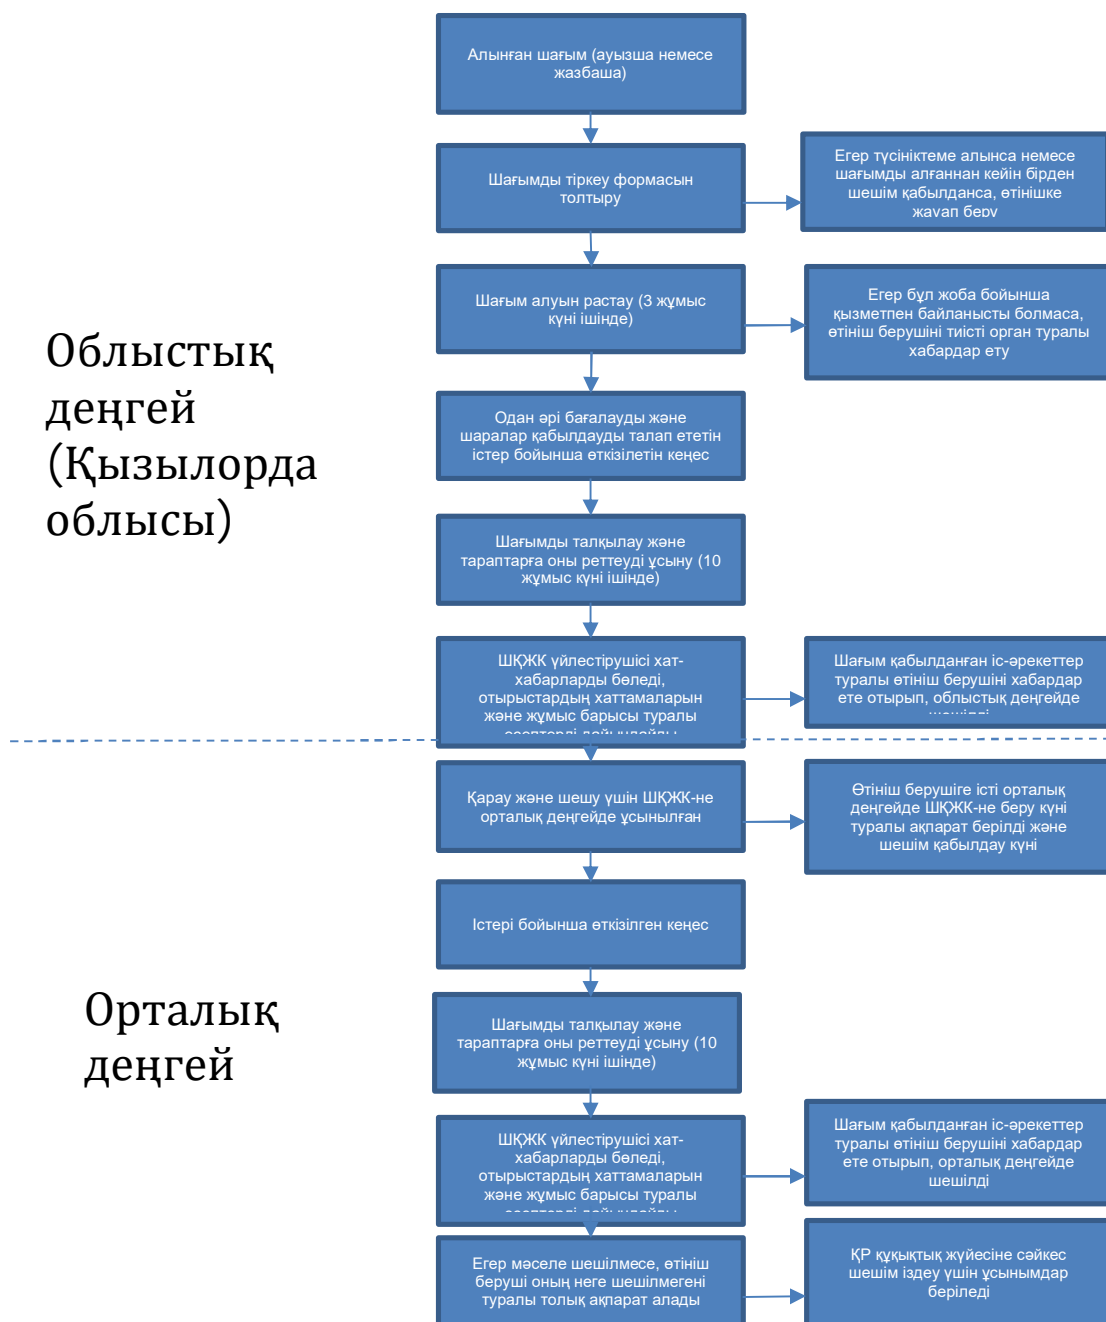 Алынған шағым (ауызша немесе
жазбаша)
Шағымды тіркеу формасын
толтыру
Егер түсініктеме алынса немесе
шағымды алғаннан кейін бірден
шешім қабылданса, өтінішке
жауап беру
Шағым алуын растау (3 жұмыс
күні ішінде)
Егер бұл жоба бойынша
қызметпен байланысты болмаса,
өтініш берушіні тиісті орган туралы
хабардар ету
Облыстық
деңгей
(Қызылорда
облысы)
Одан әрі бағалауды және
шаралар қабылдауды талап ететін
істер бойынша өткізілетін кеңес
Шағымды талқылау және
тараптарға оны реттеуді ұсыну (10
жұмыс күні ішінде)
ШҚЖК үйлестірушісі хат-
хабарларды бөледі,
отырыстардың хаттамаларын
және жұмыс барысы туралы
есептерді дайындайды
Шағым қабылданған іс-әрекеттер
туралы өтініш берушіні хабардар
ете отырып, облыстық деңгейде
шешілді
Қарау және шешу үшін ШҚЖК-не
орталық деңгейде ұсынылған
Өтініш берушіге істі орталық
деңгейде ШҚЖК-не беру күні
туралы ақпарат берілді және
шешім қабылдау күні
Істері бойынша өткізілген кеңес
Орталық
деңгей
Шағымды талқылау және
тараптарға оны реттеуді ұсыну (10
жұмыс күні ішінде)
ШҚЖК үйлестірушісі хат-
хабарларды бөледі,
отырыстардың хаттамаларын
және жұмыс барысы туралы
есептерді дайындайды
Шағым қабылданған іс-әрекеттер
туралы өтініш берушіні хабардар
ете отырып, орталық деңгейде
шешілді
Егер мәселе шешілмесе, өтініш
беруші оның неге шешілмегені
туралы толық ақпарат алады
ҚР құқықтық жүйесіне сәйкес
шешім іздеу үшін ұсынымдар
беріледі